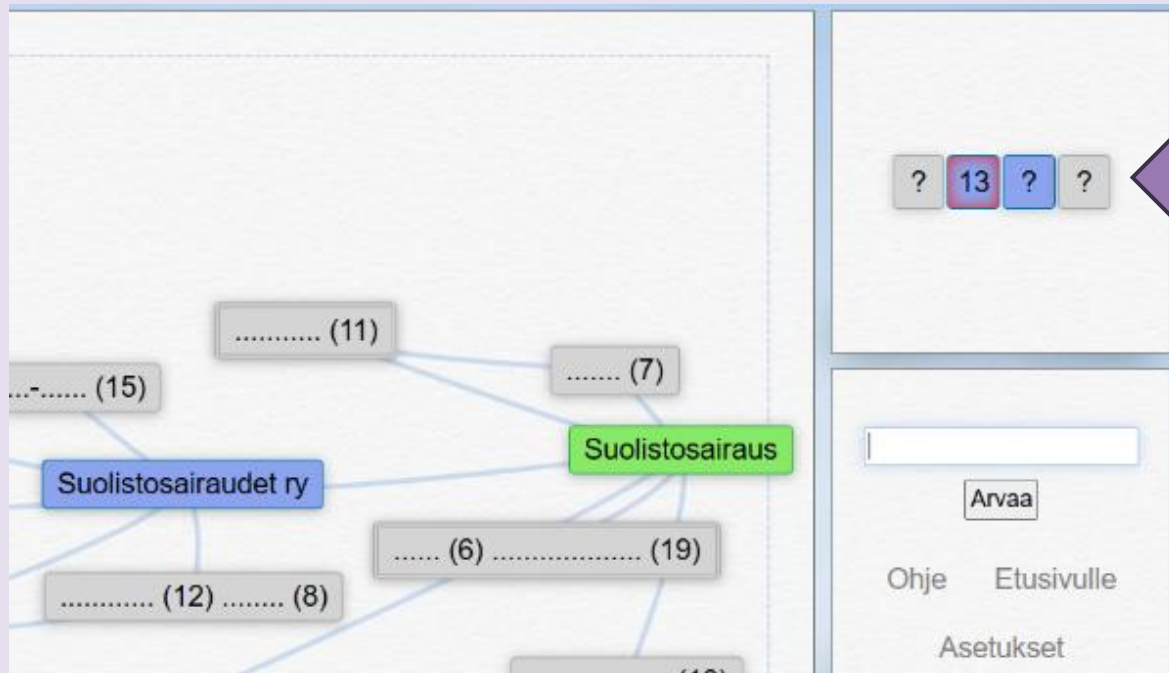 ? 13 ? ?
........... (11)
....... (7)
...-...... (15)
Suolistosairaus
Suolistosairaudet ry
Arvaa
...... (6) ................... (19)
Ohje Etusivulle
............ (12) ........ (8)
Asetukset